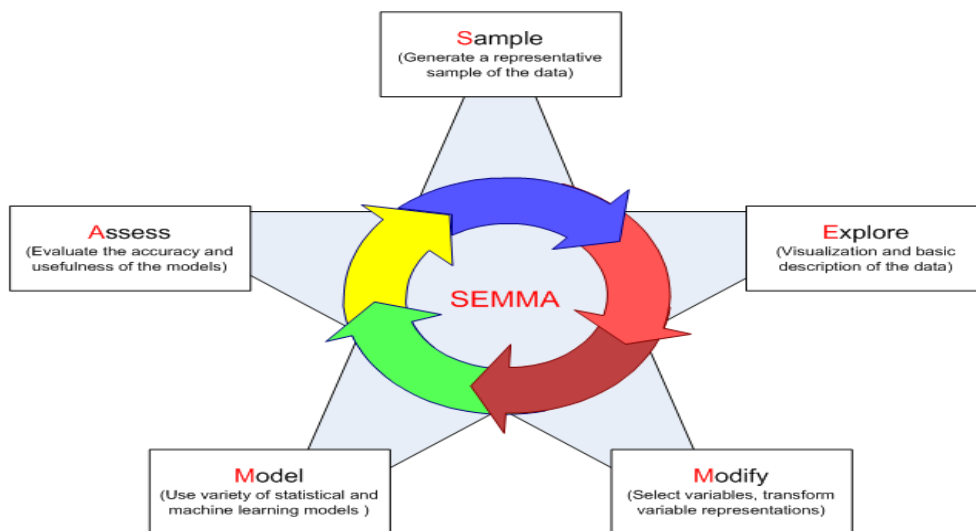 Sample
(Generate a representative
sample of the data)
Assess
(Evaluate the accuracy and
usefulness of the models)
Explore
(Visualization and basic
description of the data)
SEMMA
Model
(Use variety of statistical and
machine learning models )
Modify
(Select variables, transform
variable representations)